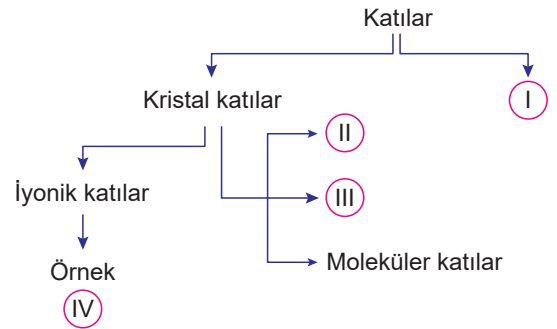 Katılar
Kristal katılar
I
II
İyonik katılar
III
Moleküler katılar
Örnek
IV